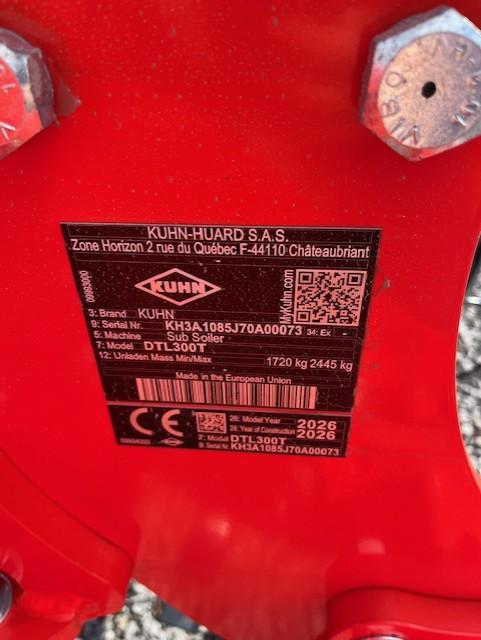 KUHN-HUARD S.A.S.
Zone Horizon 2 rue du Québec F-44110 Châteaubriant
09993000
KUHN
MyKuhn.com
3: Brand KUHN
9: Serial Nr. KH3A1085J70A00073 34: Ex -
5: Machine Sub Soiler
7: Model DTL300T
12: Unladen Mass Min/Max 1720 kg 2445 kg
Made in the European Union
CE
26: Model Year 2026
24: Year of Construction 2026
KUHN
7: Model DTL300T
9: Serial Nr. KH3A1085J70A00073